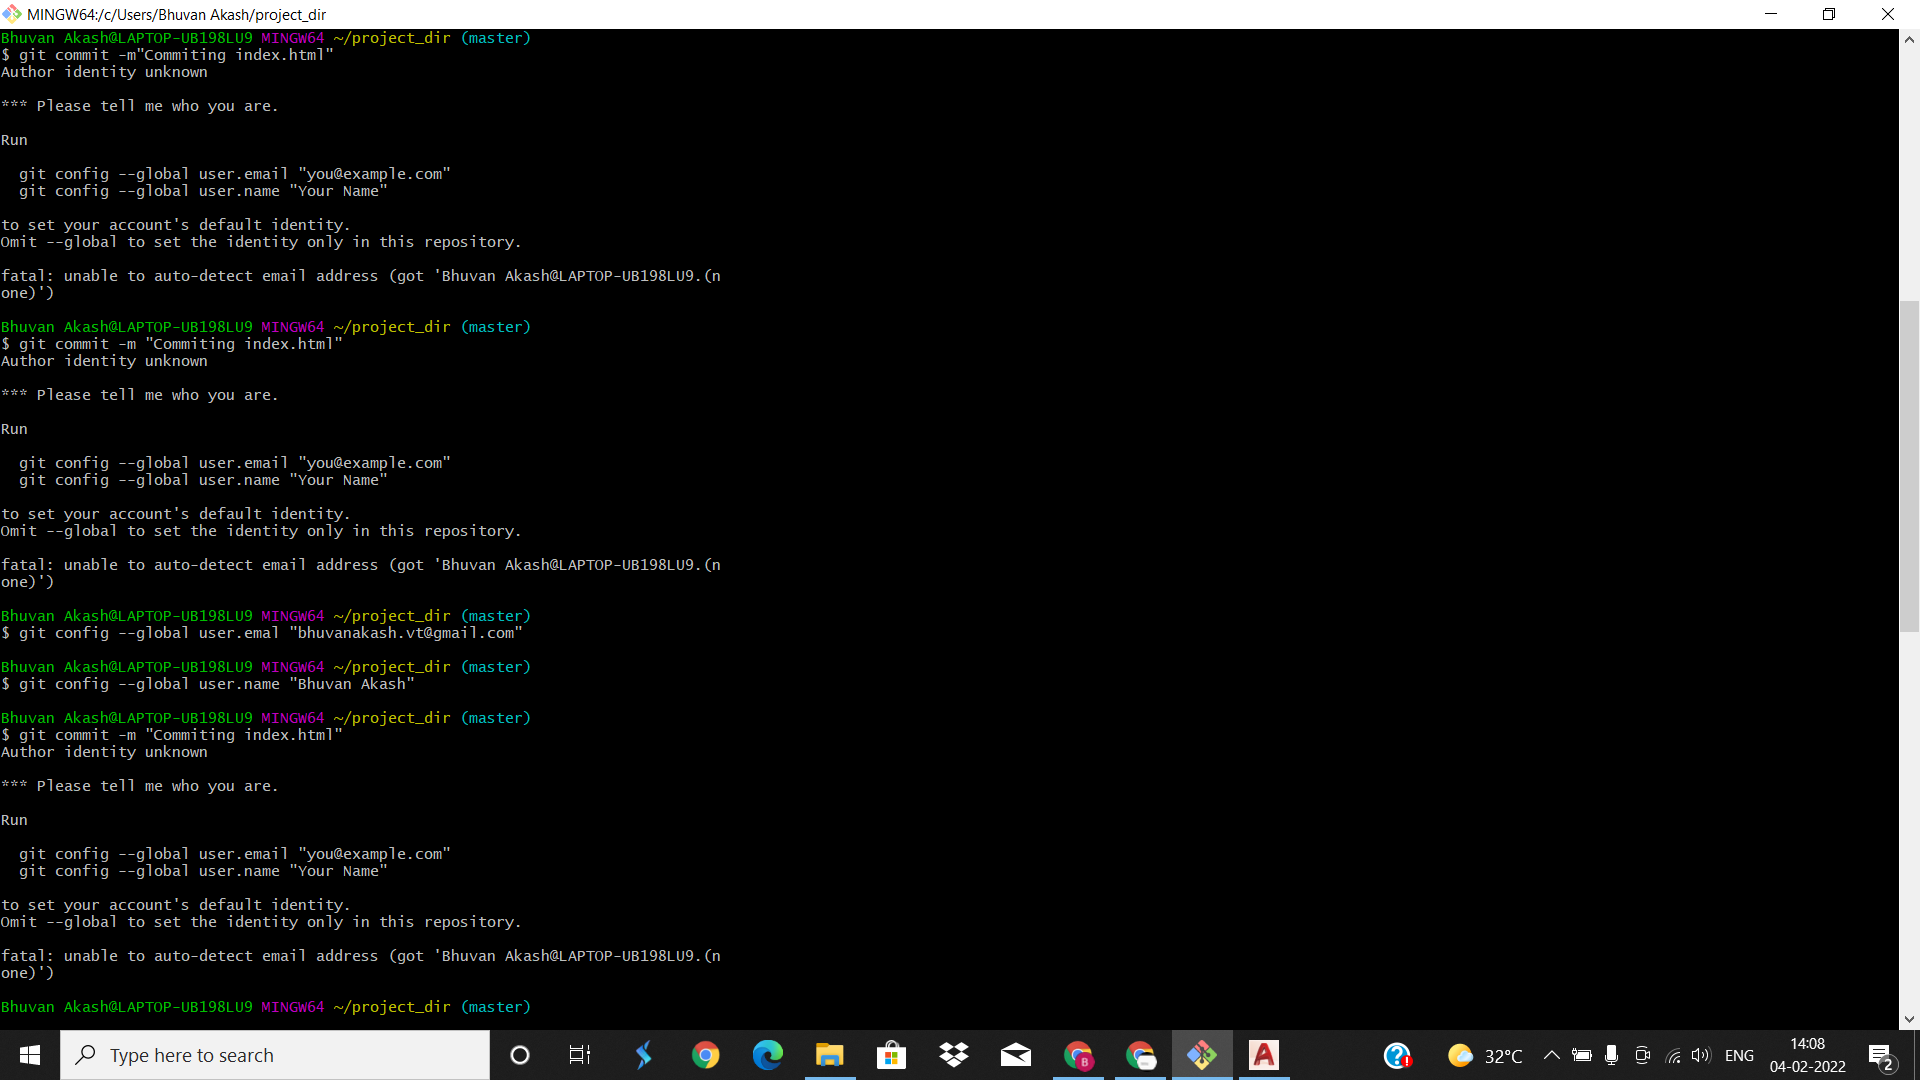 MINGW64:/c/Users/Bhuvan Akash/project_dir
Bhuvan Akash@LAPTOP-UB198LU9 MINGW64 ~/project_dir (master)
$ git commit -m"Commiting index.html"
Author identity unknown
*** Please tell me who you are.
Run
git config --global user.email "you@example.com"
git config --global user.name "Your Name"
to set your account's default identity.
Omit --global to set the identity only in this repository.
fatal: unable to auto-detect email address (got 'Bhuvan Akash@LAPTOP-UB198LU9.(n
one)')
Bhuvan Akash@LAPTOP-UB198LU9 MINGW64 ~/project_dir (master)
$ git commit -m "Commiting index.html"
Author identity unknown
*** Please tell me who you are.
Run
git config --global user.email "you@example.com"
git config --global user.name "Your Name"
to set your account's default identity.
Omit --global to set the identity only in this repository.
fatal: unable to auto-detect email address (got 'Bhuvan Akash@LAPTOP-UB198LU9.(n
one)')
Bhuvan Akash@LAPTOP-UB198LU9 MINGW64 ~/project_dir (master)
$ git config --global user.emal "bhuvanakash.vt@gmail.com"
Bhuvan Akash@LAPTOP-UB198LU9 MINGW64 ~/project_dir (master)
$ git config --global user.name "Bhuvan Akash"
Bhuvan Akash@LAPTOP-UB198LU9 MINGW64 ~/project_dir (master)
$ git commit -m "Commiting index.html"
Author identity unknown
*** Please tell me who you are.
Run
git config --global user.email "you@example.com"
git config --global user.name "Your Name"
to set your account's default identity.
Omit --global to set the identity only in this repository.
fatal: unable to auto-detect email address (got 'Bhuvan Akash@LAPTOP-UB198LU9.(n
one)')
Bhuvan Akash@LAPTOP-UB198LU9 MINGW64 ~/project_dir (master)
Type here to search
32°C
ENG
14:08
04-02-2022
2